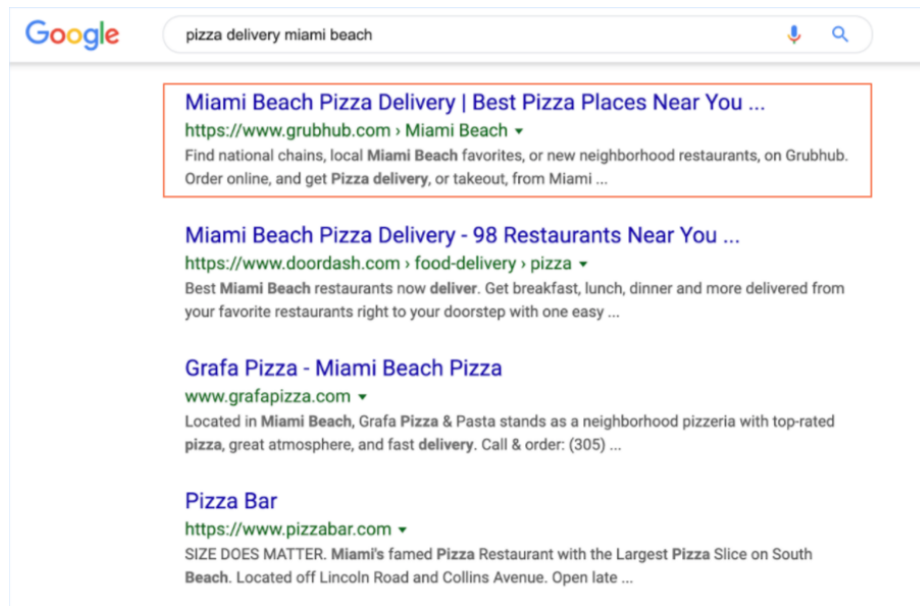 Google
pizza delivery miami beach
Miami Beach Pizza Delivery | Best Pizza Places Near You ...
https://www.grubhub.com › Miami Beach
Find national chains, local Miami Beach favorites, or new neighborhood restaurants, on Grubhub.
Order online, and get Pizza delivery, or takeout, from Miami ...
Miami Beach Pizza Delivery - 98 Restaurants Near You ...
https://www.doordash.com › food-delivery › pizza
Best Miami Beach restaurants now deliver. Get breakfast, lunch, dinner and more delivered from
your favorite restaurants right to your doorstep with one easy ...
Grafa Pizza - Miami Beach Pizza
www.grafapizza.com
Located in Miami Beach, Grafa Pizza & Pasta stands as a neighborhood pizzeria with top-rated
pizza, great atmosphere, and fast delivery. Call & order: (305) ...
Pizza Bar
https://www.pizzabar.com
SIZE DOES MATTER. Miami's famed Pizza Restaurant with the Largest Pizza Slice on South
Beach. Located off Lincoln Road and Collins Avenue. Open late ...